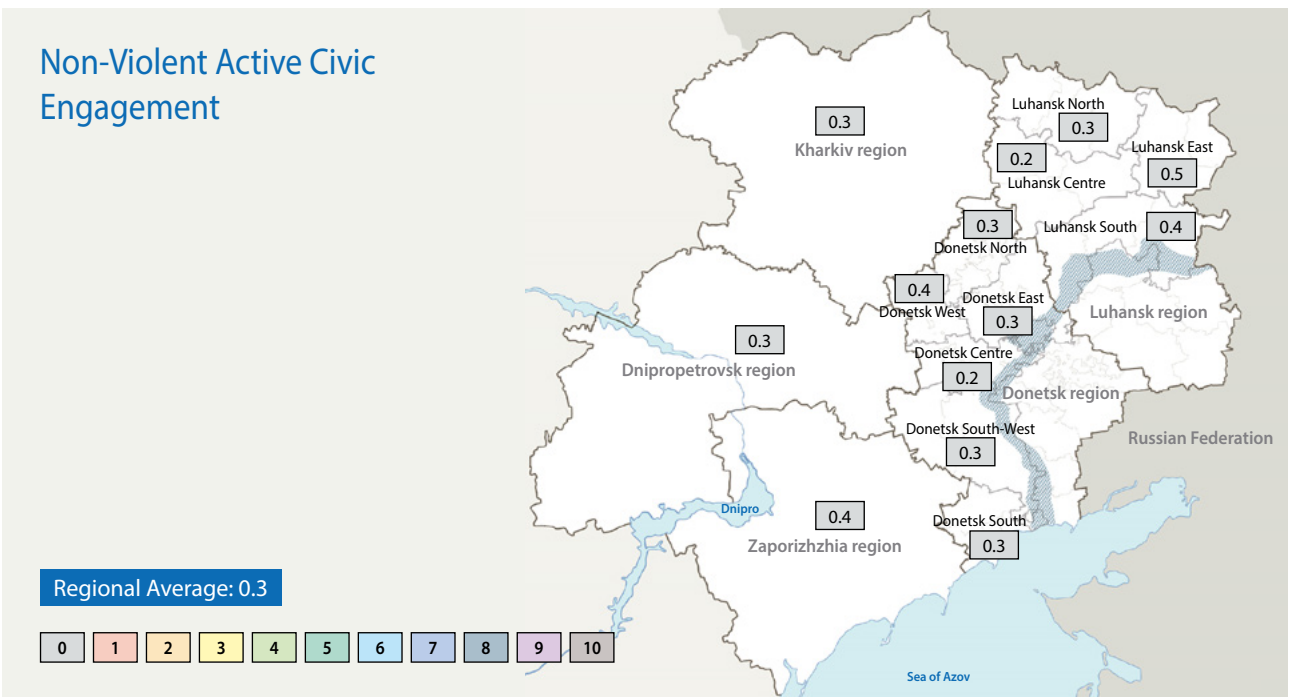 Non-Violent Active Civic
Engagement
Luhansk North
0.3
0.3
Kharkiv region
Luhansk East
0.2
0.5
Luhansk Centre
0.3
Luhansk South
0.4
Donetsk North
0.4
Donetsk East
Donetsk West
0.3
Luhansk region
0.3
Donetsk Centre
Dnipropetrovsk region
0.2
Donetsk region
Donetsk South-West
Russian Federation
0.3
Dnipro
0.4
Donetsk South
Zaporizhzhia region
0.3
Regional Average: 0.3
0 1 2 3 4 5 6 7 8 9 10
Sea of Azov